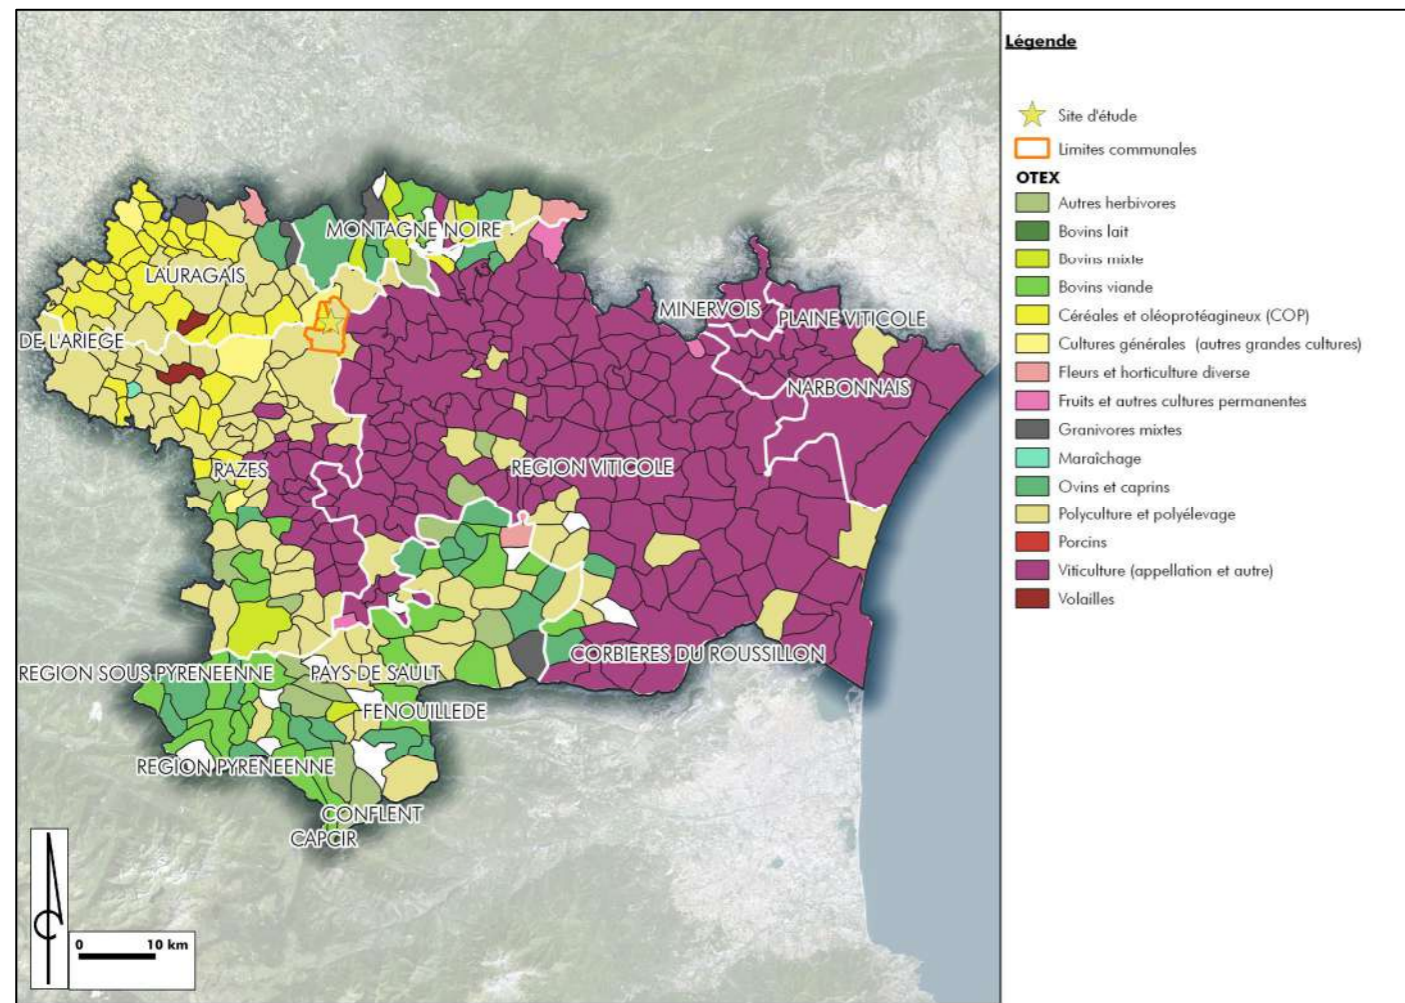 MONTAGNE NOIRE
LAURAGAIS
MINERVOIS
PLAINE VITICOLE
DE L'ARIEGE
NARBONNAIS
RAZES
REGION VITICOLE
CORBIERES DU ROUSSILLON
REGION SOUS PYRENEENNE
PAYS DE SAULT
FENOUILLEDE
REGION PYRENEENNE
CONFLENT
CAPCIR
0 10 km
Légende
Site d'étude
Limites communales
OTEX
Autres herbivores
Bovins lait
Bovins mixte
Bovins viande
Céréales et oléoprotéagineux (COP)
Cultures générales (autres grandes cultures)
Fleurs et horticulture diverse
Fruits et autres cultures permanentes
Granivores mixtes
Maraîchage
Ovins et caprins
Polyculture et polyélevage
Porcins
Viticulture (appellation et autre)
Volailles